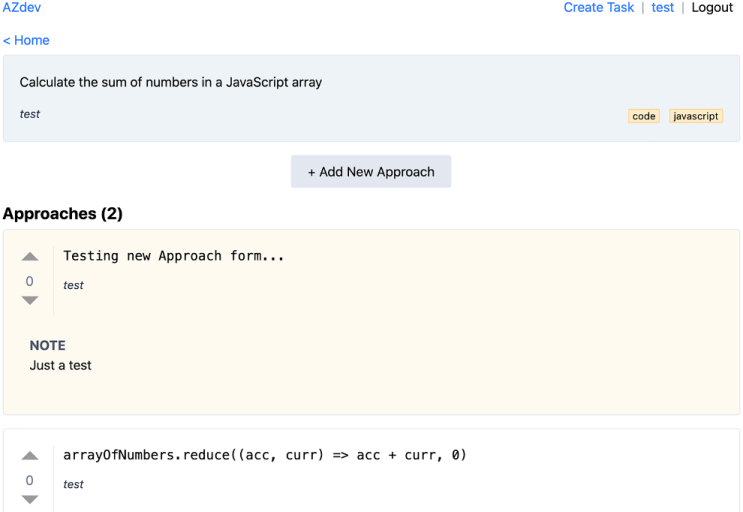 AZdev
Create Task | test | Logout
< Home
Calculate the sum of numbers in a JavaScript array
test
code javascript
+ Add New Approach
Approaches (2)
Testing new Approach form...
0
test
NOTE
Just a test
arrayOfNumbers.reduce((acc, curr) => acc + curr, 0)
0
test